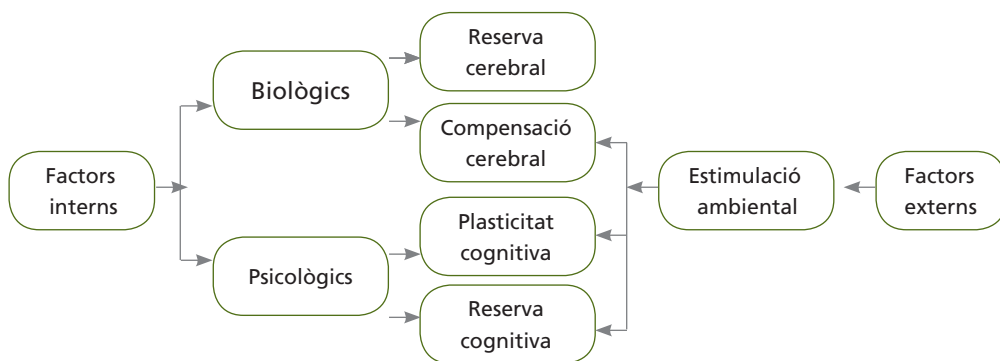 Factors
interns
Biològics
Psicològics
Reserva
cerebral
Compensació
cerebral
Plasticitat
cognitiva
Reserva
cognitiva
Estimulació
ambiental
Factors
externs